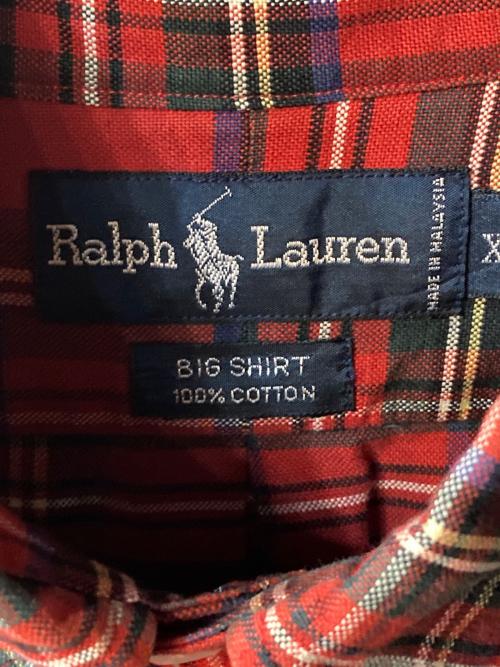 Ralph Lauren
MADE IN MALAYSIA
X
BIG SHIRT
100% COTTON